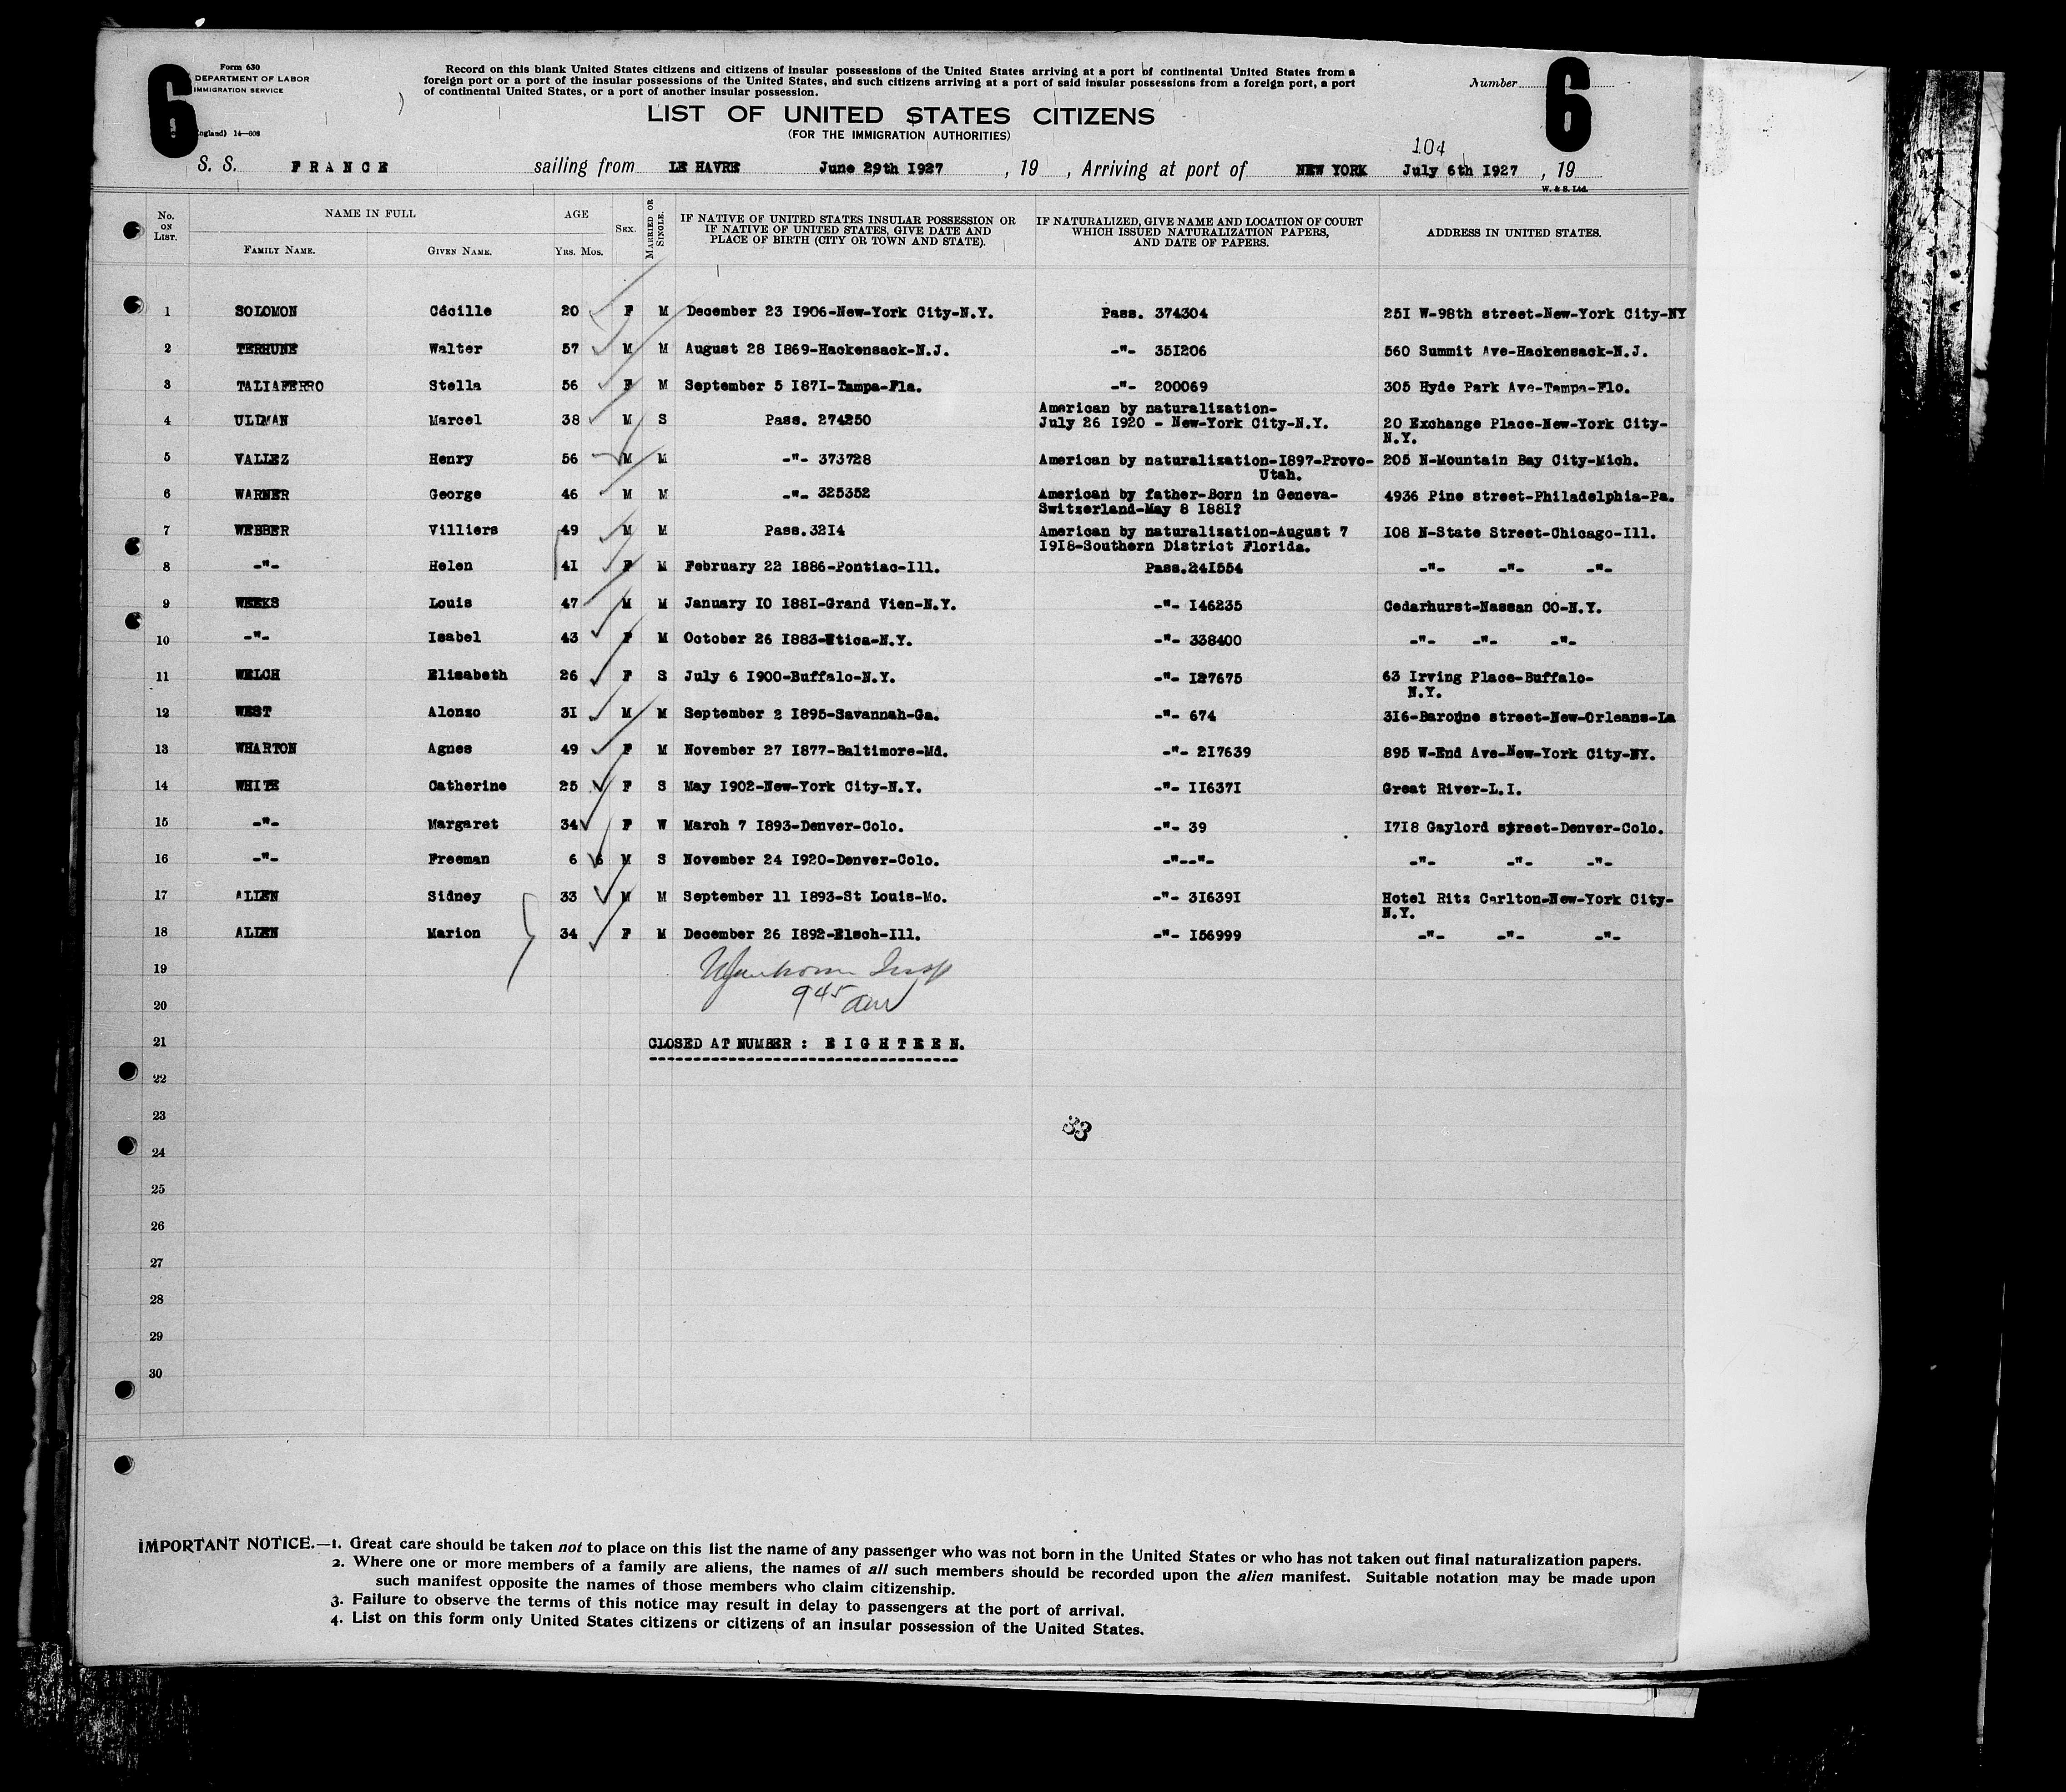 6
Form 630
DEPARTMENT OF LABOR
IMMIGRATION SERVICE
14—608
Record on this blank United States citizens and citizens of insular possessions of the United States arriving at a port of continental United States from a
foreign port or a port of the insular possessions of the United States, and such citizens arriving at a port of said insular possessions from a foreign port, a port
of continental United States, or a port of another insular possession.
Number
6
LIST OF UNITED STATES CITIZENS
(FOR THE IMMIGRATION AUTHORITIES)
104
S. S. FRANCE sailing from LE HAVRE June 29th 1927 , 19 , Arriving at port of NEW YORK July 6th 1927 , 19
W. & S. Ltd.
No. ON LIST. NAME IN FULL FAMILY NAME. GIVEN NAME. AGE YRS. MOS. SEX. MARRIED OR SINGLE.
IF NATIVE OF UNITED STATES INSULAR POSSESSION OR
IF NATIVE OF UNITED STATES, GIVE DATE AND
PLACE OF BIRTH (CITY OR TOWN AND STATE).
IF NATURALIZED, GIVE NAME AND LOCATION OF COURT
WHICH ISSUED NATURALIZATION PAPERS,
AND DATE OF PAPERS.
ADDRESS IN UNITED STATES.
1 SOLOMON Cécille 20 F M December 23 1906-New-York City-N.Y. Pass. 374304 251 W-98th street-New-York City-NY
2 TERHUNE Walter 57 M M August 28 1869-Hackensack-N.J. -"- 351206 560 Summit Ave-Hackensack-N.J.
3 TALIAFERRO Stella 56 F M September 5 1871-Tampa-Fla. -"- 200069 305 Hyde Park Ave-Tampa-Flo.
4 ULLMAN Marcel 38 M S Pass. 274250 American by naturalization-
July 26 1920 - New-York City-N.Y. 20 Exchange Place-New-York City-
N.Y.
5 VALLEZ Henry 56 M M -"- 373728 American by naturalization-1897-Provo-
Utah. 205 N-Mountain Bay City-Mich.
6 WARNER George 46 M M -"- 325352 American by father-Born in Geneva-
Switzerland-May 8 1881? 4936 Pine street-Philadelphia-Pa.
7 WEBBER Villiers 49 M M Pass.3214 American by naturalization-August 7
1918-Southern District Florida. 108 N-State Street-Chicago-Ill.
8 -"- Helen 41 F M February 22 1886-Pontiac-Ill. Pass.241554 -"- -"- -"-
9 WEEKS Louis 47 M M January 10 1881-Grand Vien-N.Y. -"- 146235 Cedarhurst-Nassan CO-N.Y.
10 -"- Isabel 43 F M October 26 1883-Utica-N.Y. -"- 338400 -"- -"- -"-
11 WELCH Elisabeth 26 F S July 6 1900-Buffalo-N.Y. -"- 127675 63 Irving Place-Buffalo-
N.Y.
12 WEST Alonzo 31 M M September 2 1895-Savannah-Ga. -"- 674 316-Baronne street-New-Orleans-La
13 WHARTON Agnes 49 F M November 27 1877-Baltimore-Md. -"- 217639 895 W-End Ave-New-York City-NY.
14 WHITE Catherine 25 F S May 1902-New-York City-N.Y. -"- 116371 Great River-L.I.
15 -"- Margaret 34 F W March 7 1893-Denver-Colo. -"- 39 1718 Gaylord street-Denver-Colo.
16 -"- Freeman 6 6 M S November 24 1920-Denver-Colo. -"--"- -"- -"- -"-
17 ALLEN Sidney 33 M M September 11 1893-St Louis-Mo. -"- 316391 Hotel Ritz Carlton-New-York City-
N.Y.
18 ALLEN Marion 34 F M December 26 1892-Elsch-Ill. -"- 156999 -"- -"- -"-
19 Insp
20 9 45 am
21 CLOSED AT NUMBER : EIGHTEEN.
22
23
33
24
25
26
27
28
29
30
IMPORTANT NOTICE.—1. Great care should be taken not to place on this list the name of any passenger who was not born in the United States or who has not taken out final naturalization papers.
2. Where one or more members of a family are aliens, the names of all such members should be recorded upon the alien manifest. Suitable notation may be made upon
such manifest opposite the names of those members who claim citizenship.
3. Failure to observe the terms of this notice may result in delay to passengers at the port of arrival.
4. List on this form only United States citizens or citizens of an insular possession of the United States.